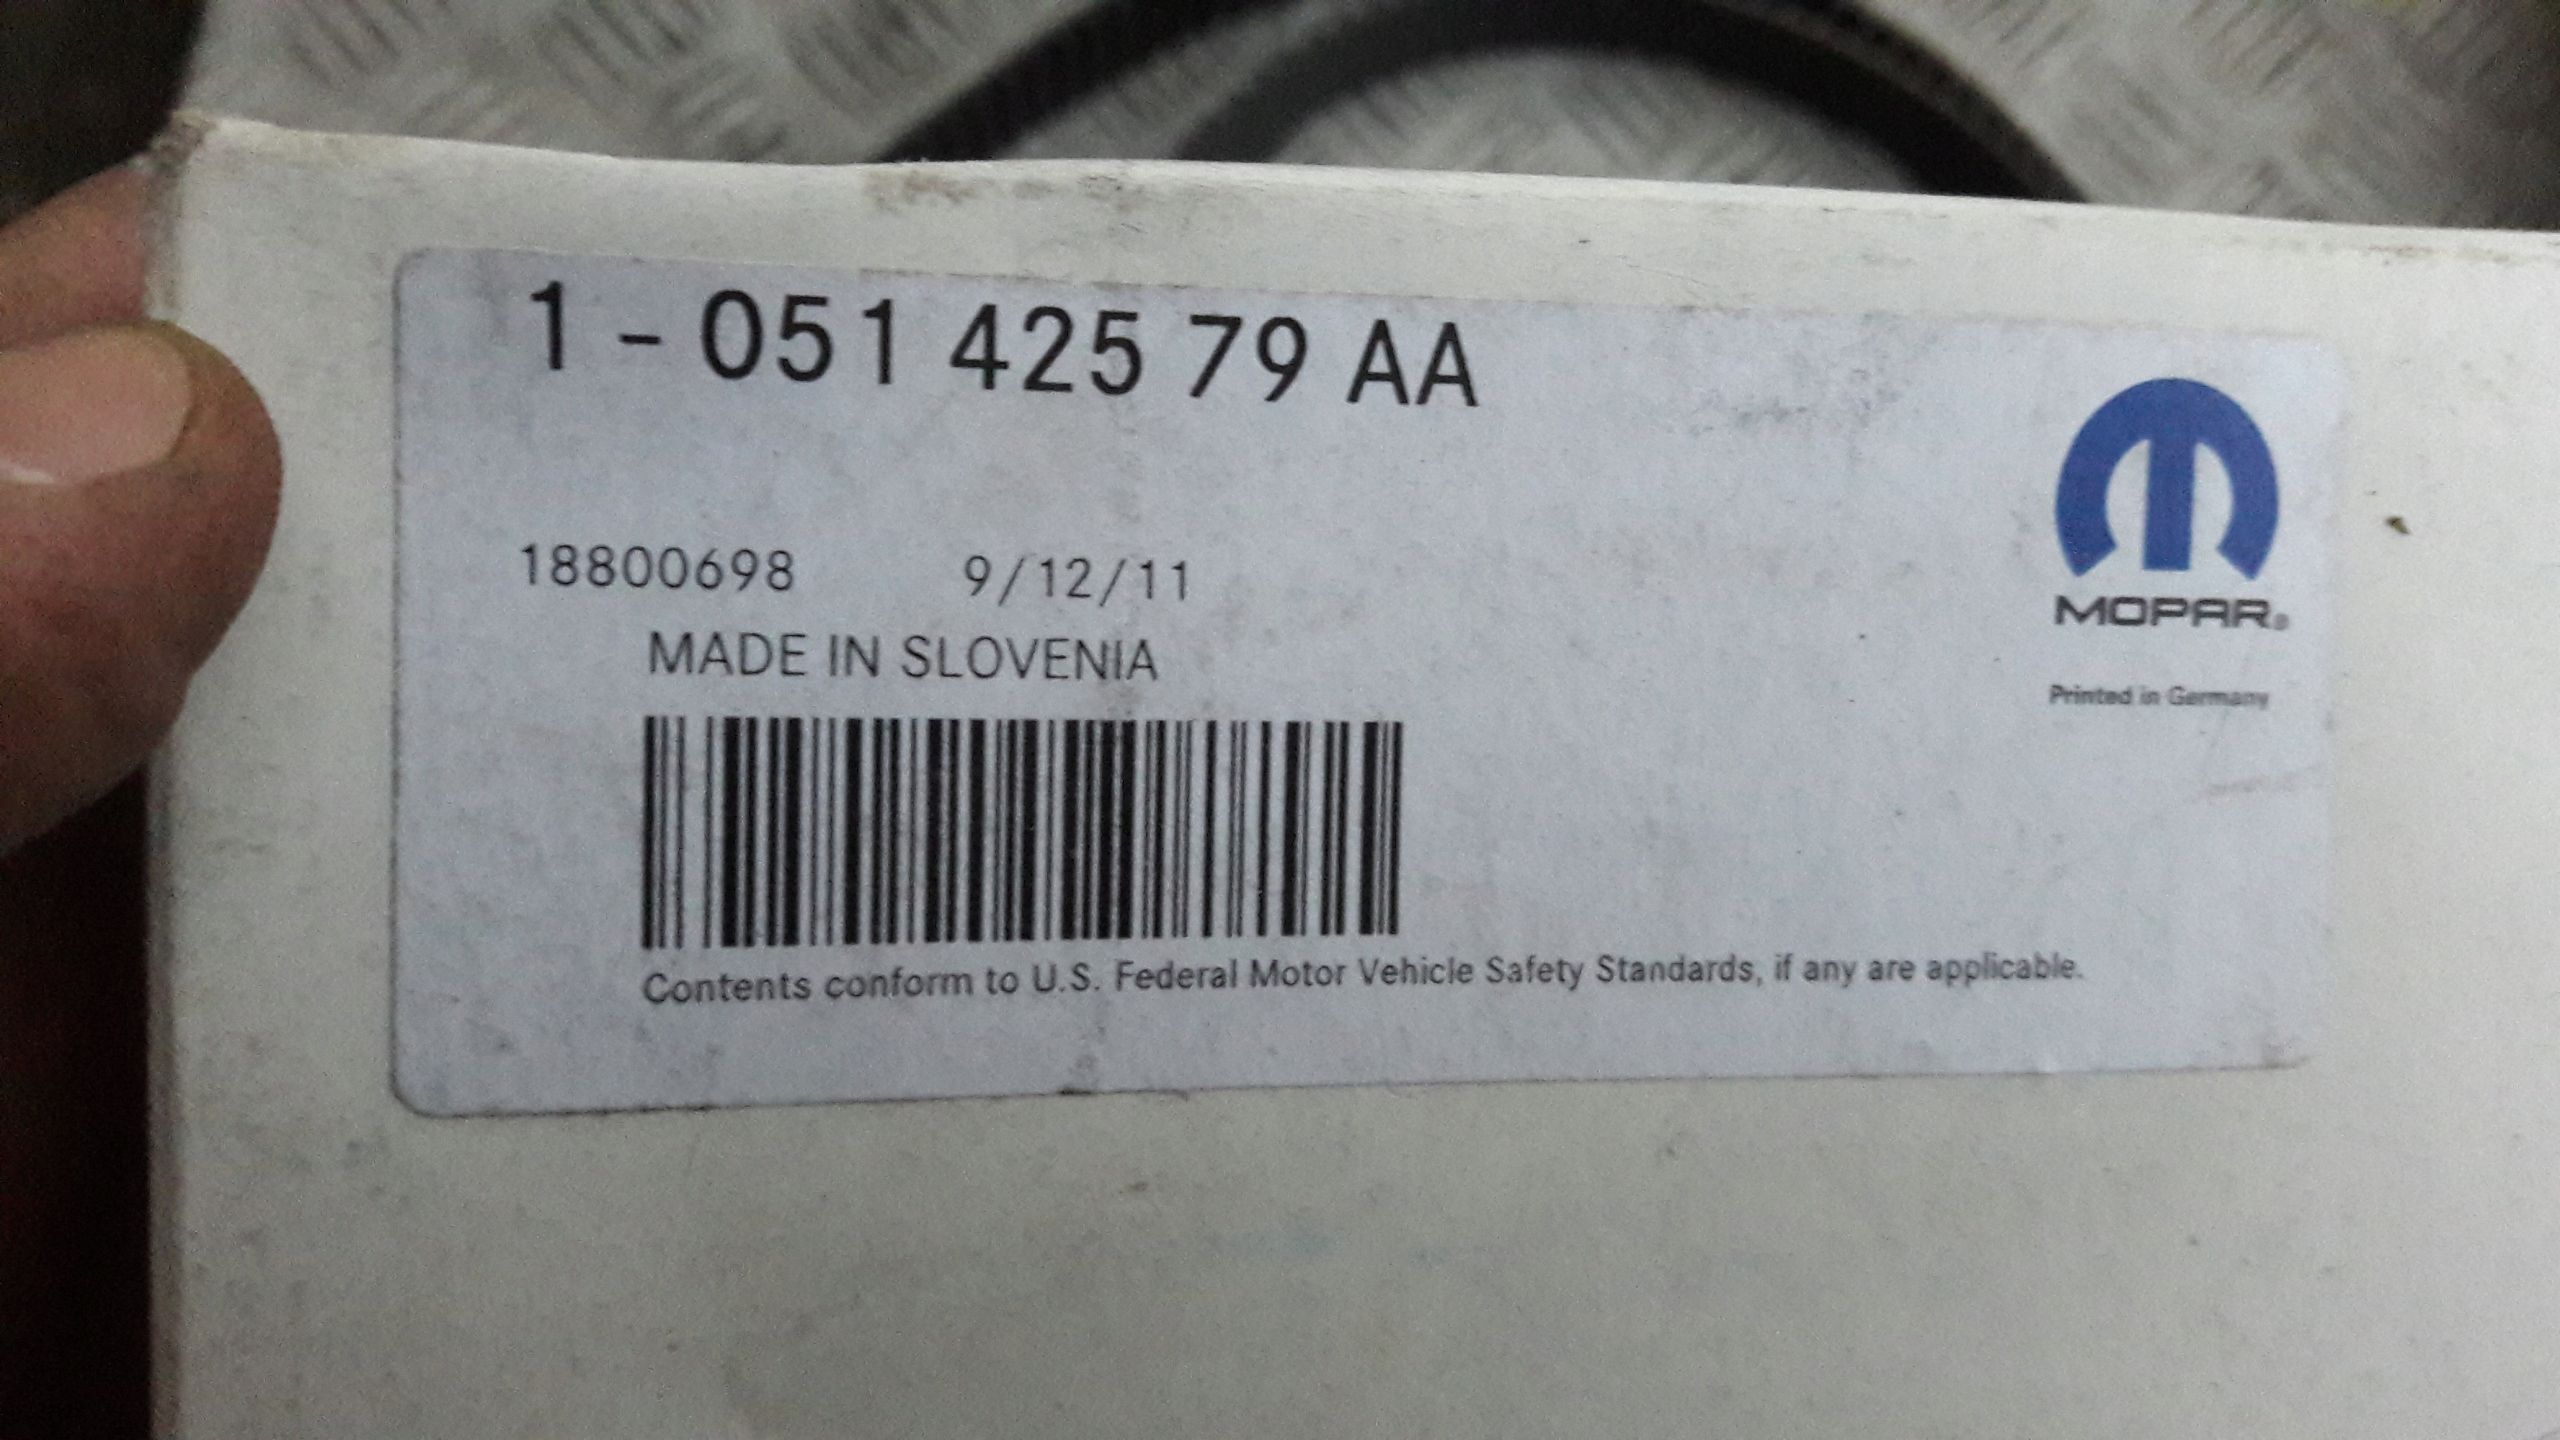 1 - 051 425 79 AA
18800698 9/12/11
MADE IN SLOVENIA
MOPAR®
Printed in Germany
Contents conform to U.S. Federal Motor Vehicle Safety Standards, if any are applicable.